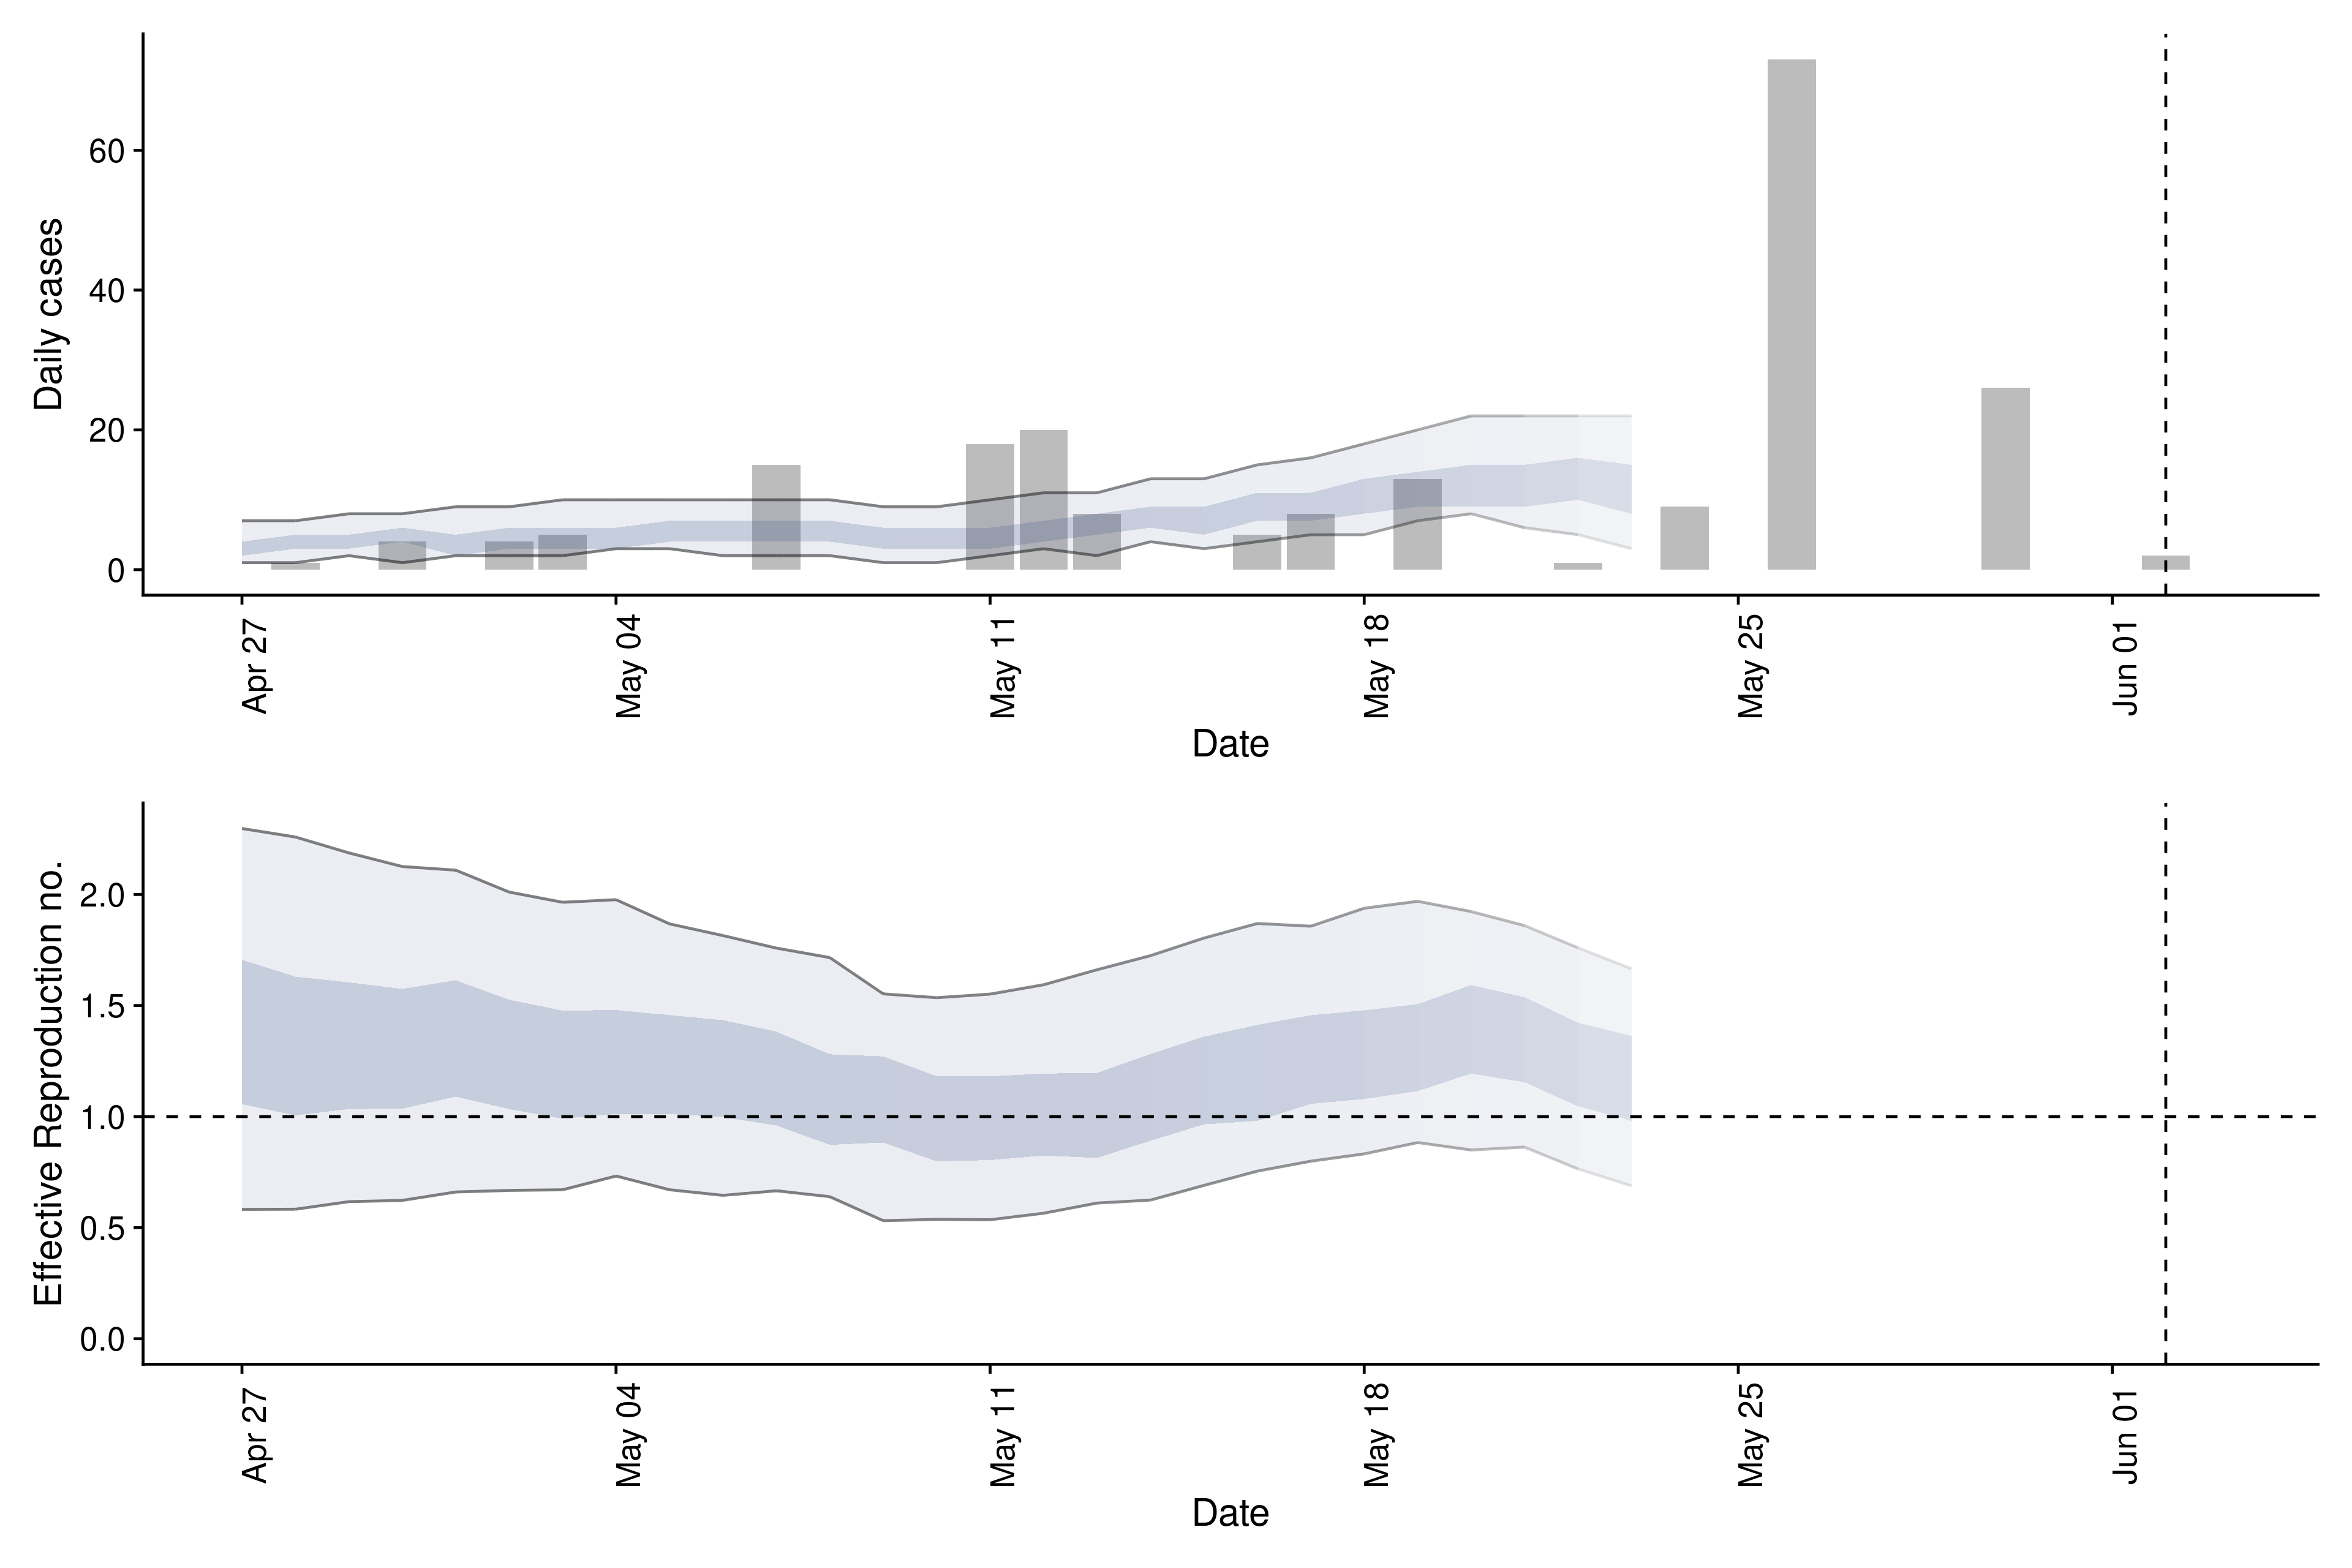 Daily cases
60
40
20
0
Apr 27
May 04
May 11
May 18
May 25
Jun 01
Date
Effective Reproduction no.
2.0
1.5
1.0
0.5
0.0
Apr 27
May 04
May 11
May 18
May 25
Jun 01
Date